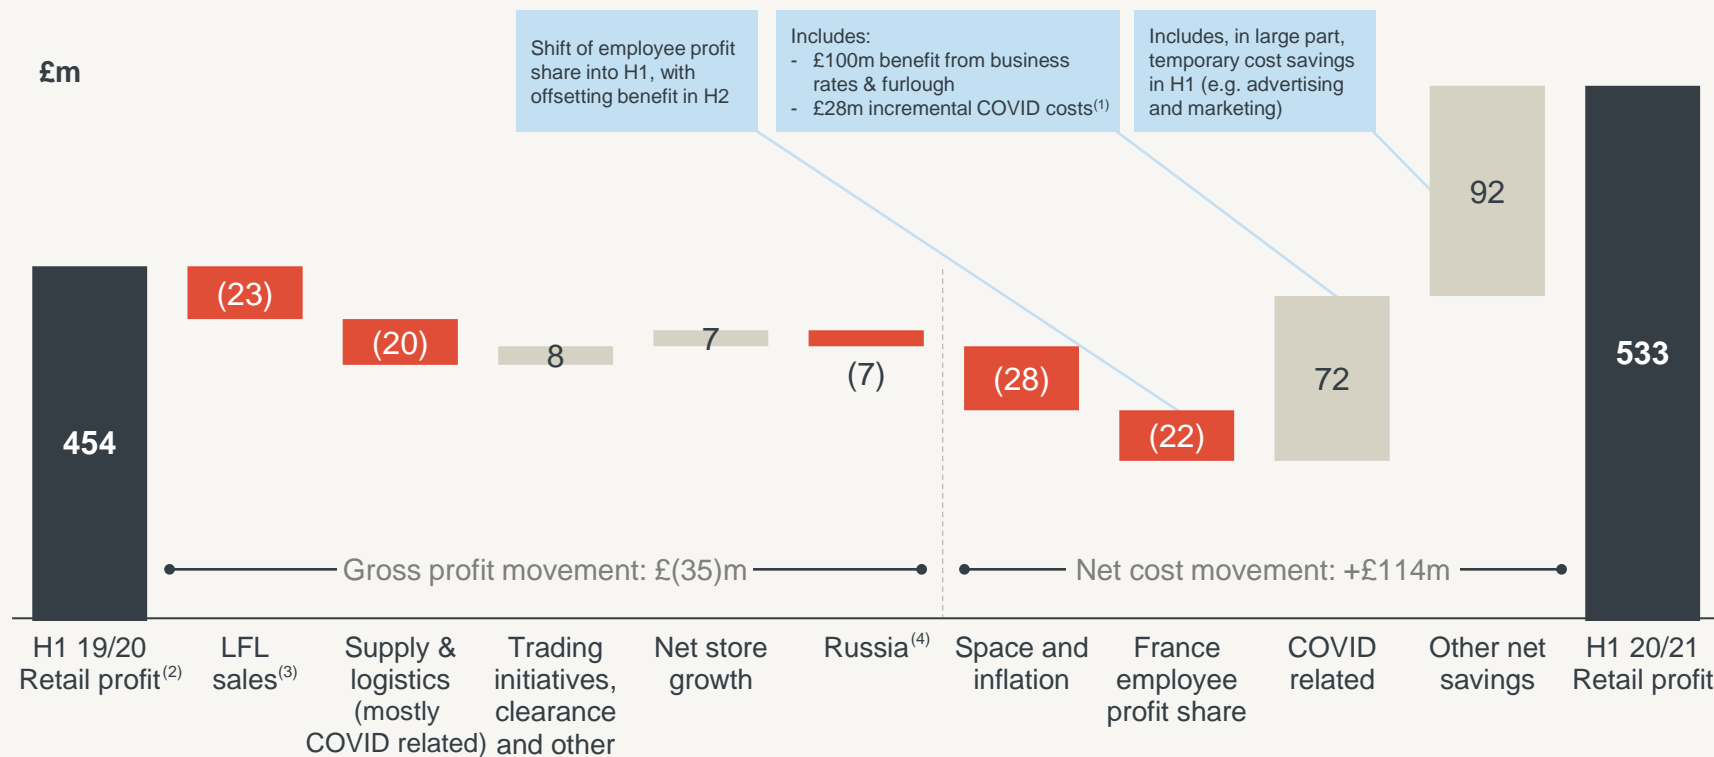 £m
Shift of employee profit
share into H1, with
offsetting benefit in H2
Includes:
- £100m benefit from business
rates & furlough
- £28m incremental COVID costs(1)
Includes, in large part,
temporary cost savings
in H1 (e.g. advertising
and marketing)
454
(23)
(20)
8
7
(7)
(28)
(22)
72
92
533
Gross profit movement: £(35)m
Net cost movement: +£114m
H1 19/20
Retail profit(2)
LFL
sales(3)
Supply &
logistics
(mostly
COVID related)
Trading
initiatives,
clearance
and other
Net store
growth
Russia(4)
Space and
inflation
France
employee
profit share
COVID
related
Other net
savings
H1 20/21
Retail profit